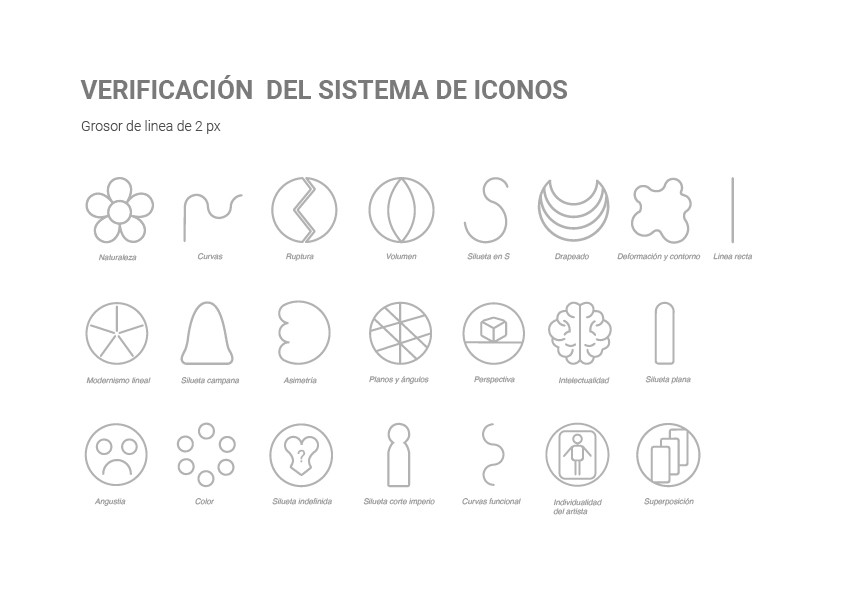 VERIFICACIÓN DEL SISTEMA DE ICONOS
Grosor de linea de 2 px
Naturaleza
Curvas
Ruptura
Volumen
Silueta en S
Drapeado
Deformación y contorno
Linea recta
Modernismo lineal
Silueta campana
Asimetría
Planos y ángulos
Perspectiva
Intelectualidad
Silueta plana
?
Angustia
Color
Silueta indefinida
Silueta corte imperio
Curvas funcional
Individualidad
del artista
Superposición